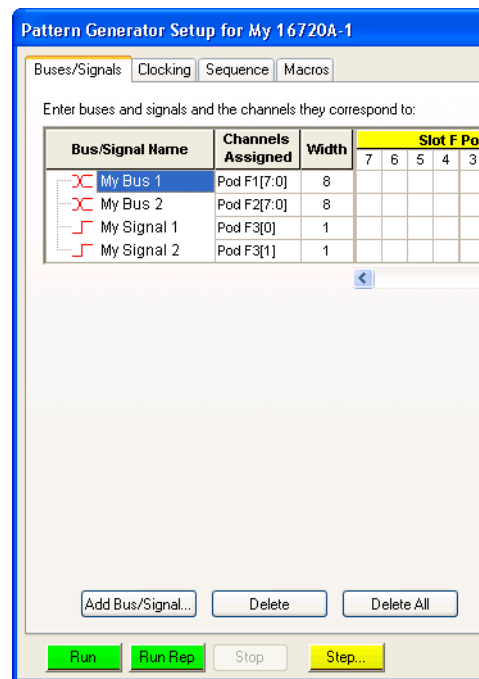 Pattern Generator Setup for My 16720A-1
Buses/Signals Clocking Sequence Macros
Enter buses and signals and the channels they correspond to:
Bus/Signal Name Channels Assigned Width Slot F Po
7 6 5 4 3
My Bus 1 Pod F1[7:0] 8
My Bus 2 Pod F2[7:0] 8
My Signal 1 Pod F3[0] 1
My Signal 2 Pod F3[1] 1
Add Bus/Signal... Delete Delete All
Run Run Rep Stop Step...